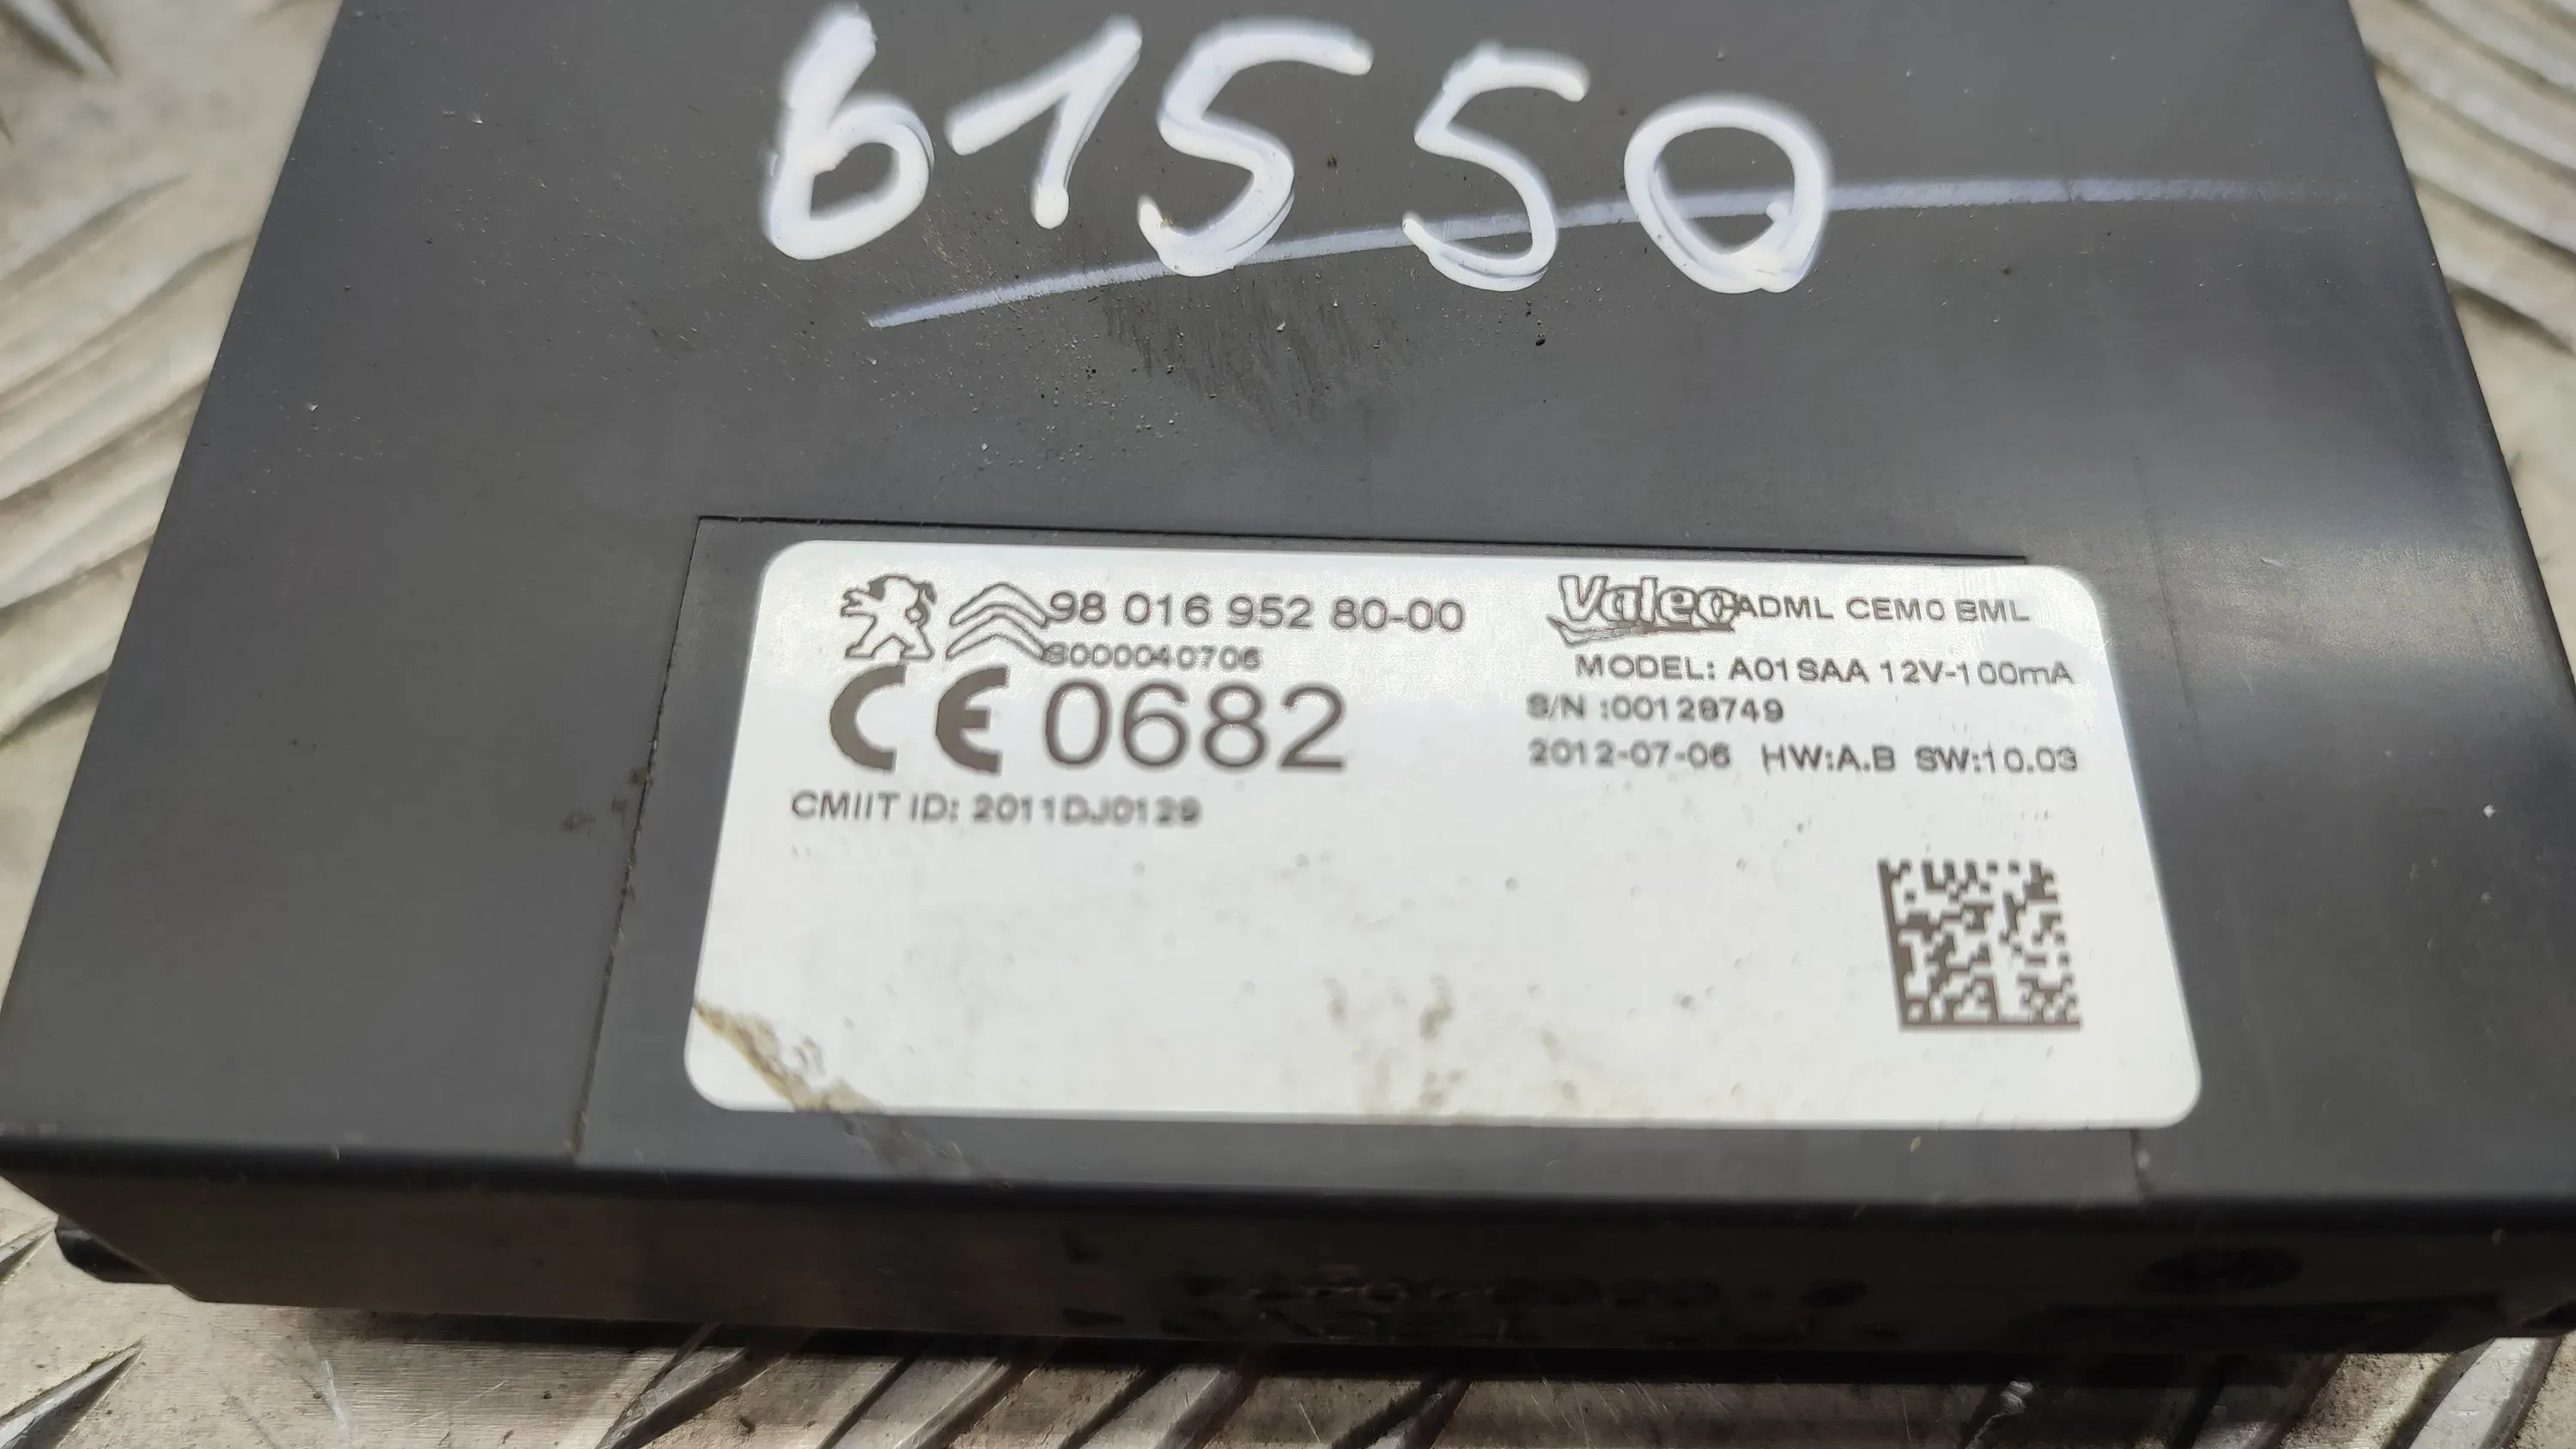 61550
98 016 952 80-00
S000040706
CE 0682
CMIIT ID: 2011DJ0129
Valeo ADML CEM0 BML
MODEL: A01SAA 12V-100mA
S/N :00128749
2012-07-06 HW:A.B SW:10.03